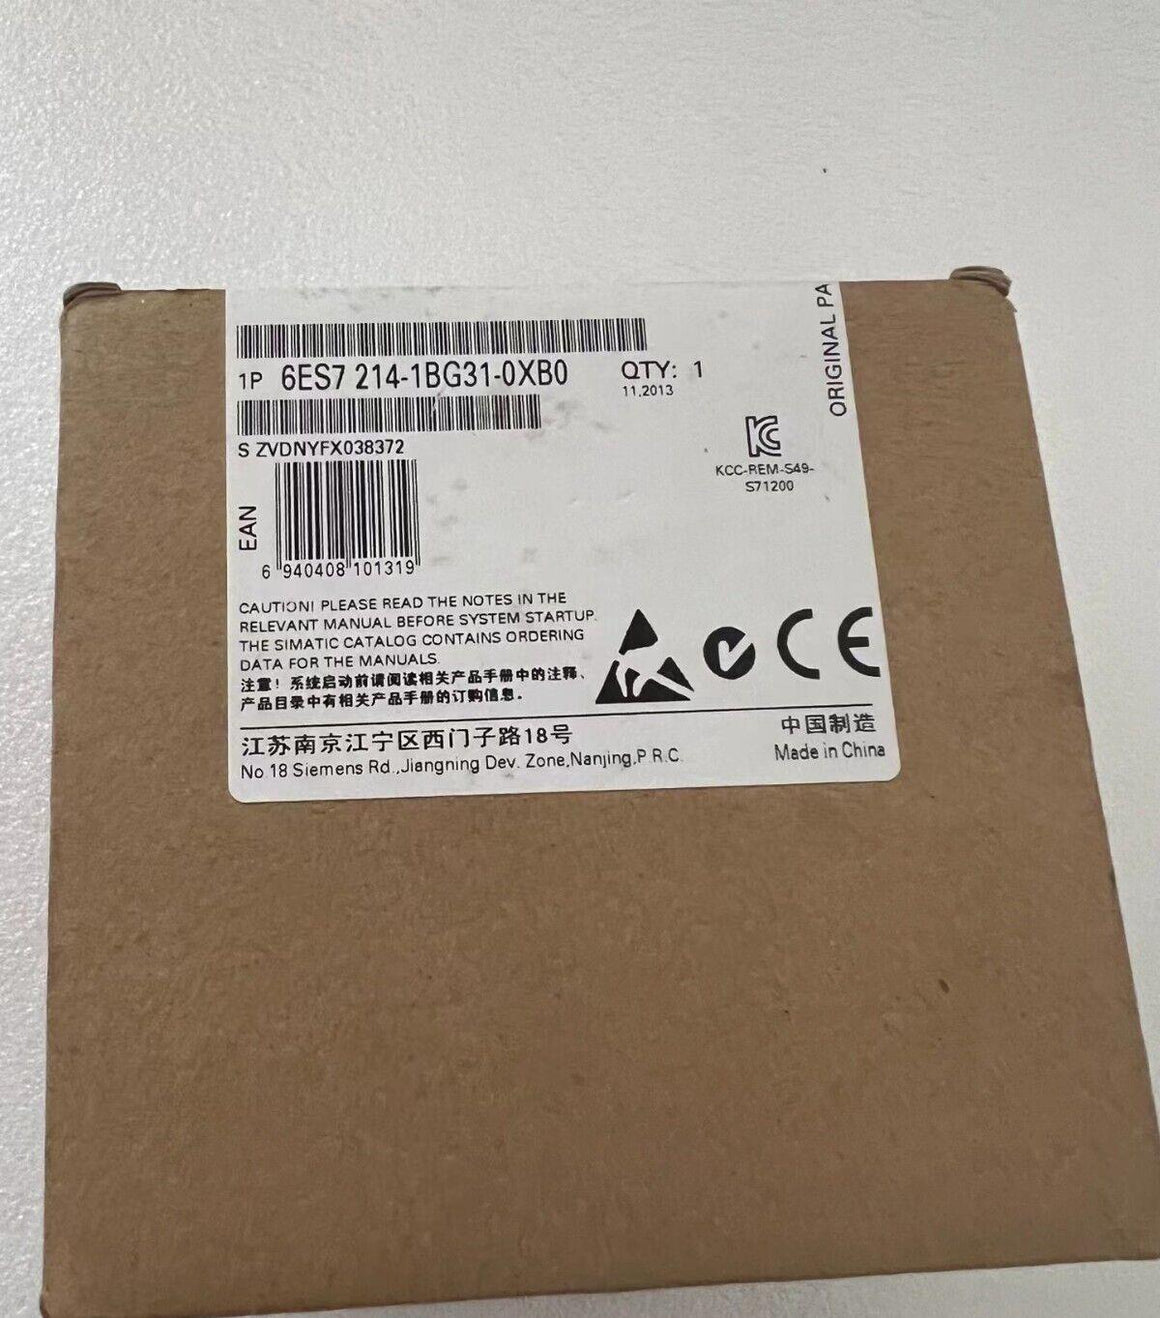 ORIGINAL PA
1P 6ES7 214-1BG31-0XB0
QTY: 1
11.2013
S ZVDNYFX038372
KCC-REM-S49-
S71200
EAN
6 940408 101319
CAUTION! PLEASE READ THE NOTES IN THE
RELEVANT MANUAL BEFORE SYSTEM STARTUP.
THE SIMATIC CATALOG CONTAINS ORDERING
DATA FOR THE MANUALS.
注意！系统启动前请阅读相关产品手册中的注释、
产品目录中有相关产品手册的订购信息。
CE
江苏南京江宁区西门子路18号
No.18 Siemens Rd.,Jiangning Dev. Zone,Nanjing,P.R.C.
中国制造
Made in China